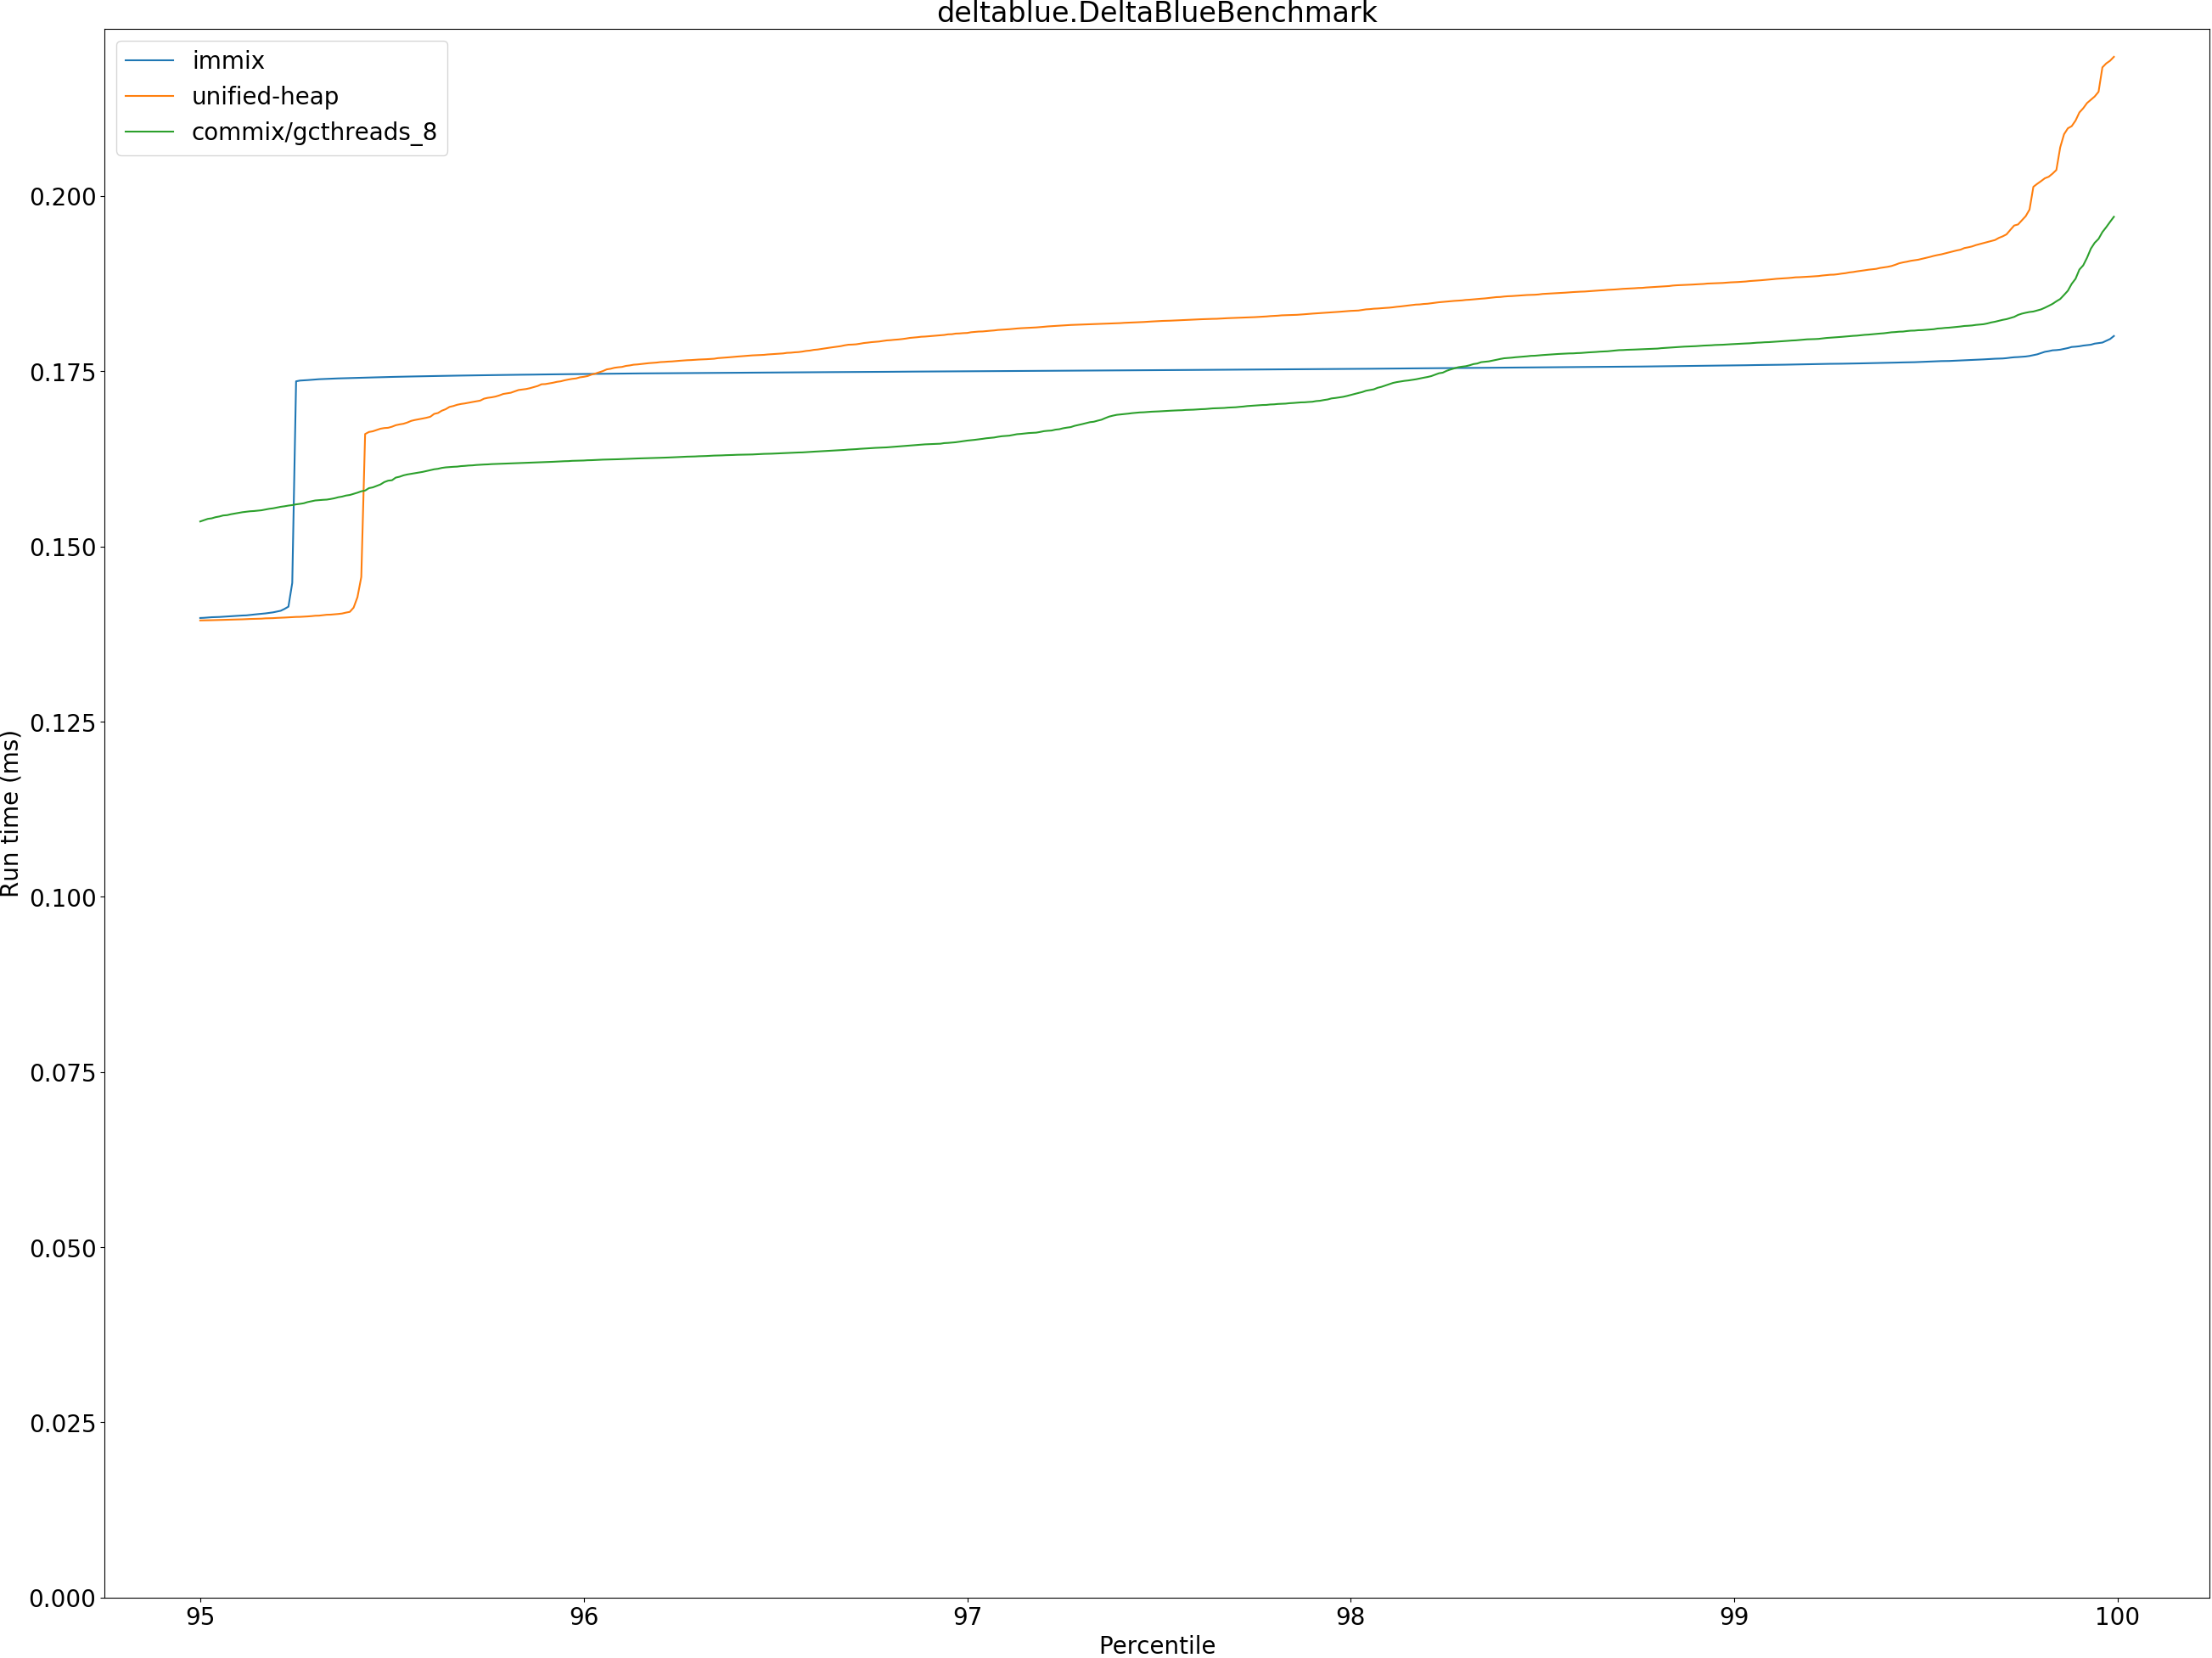 deltablue.DeltaBlueBenchmark
immix
unified-heap
commix/gcthreads_8
0.200
0.175
0.150
0.125
0.100
0.075
0.050
0.025
0.000
Run time (ms)
95 96 97 98 99 100
Percentile